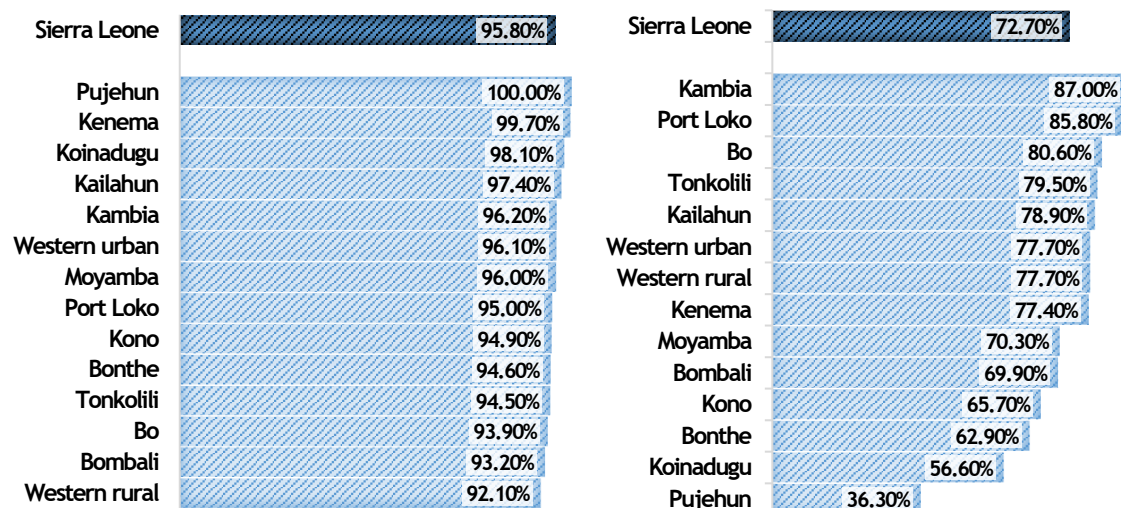 Sierra Leone 95.80%
Pujehun 100.00%
Kenema 99.70%
Koinadugu 98.10%
Kailahun 97.40%
Kambia 96.20%
Western urban 96.10%
Moyamba 96.00%
Port Loko 95.00%
Kono 94.90%
Bonthe 94.60%
Tonkolili 94.50%
Bo 93.90%
Bombali 93.20%
Western rural 92.10%
Sierra Leone 72.70%
Kambia 87.00%
Port Loko 85.80%
Bo 80.60%
Tonkolili 79.50%
Kailahun 78.90%
Western urban 77.70%
Western rural 77.70%
Kenema 77.40%
Moyamba 70.30%
Bombali 69.90%
Kono 65.70%
Bonthe 62.90%
Koinadugu 56.60%
Pujehun 36.30%